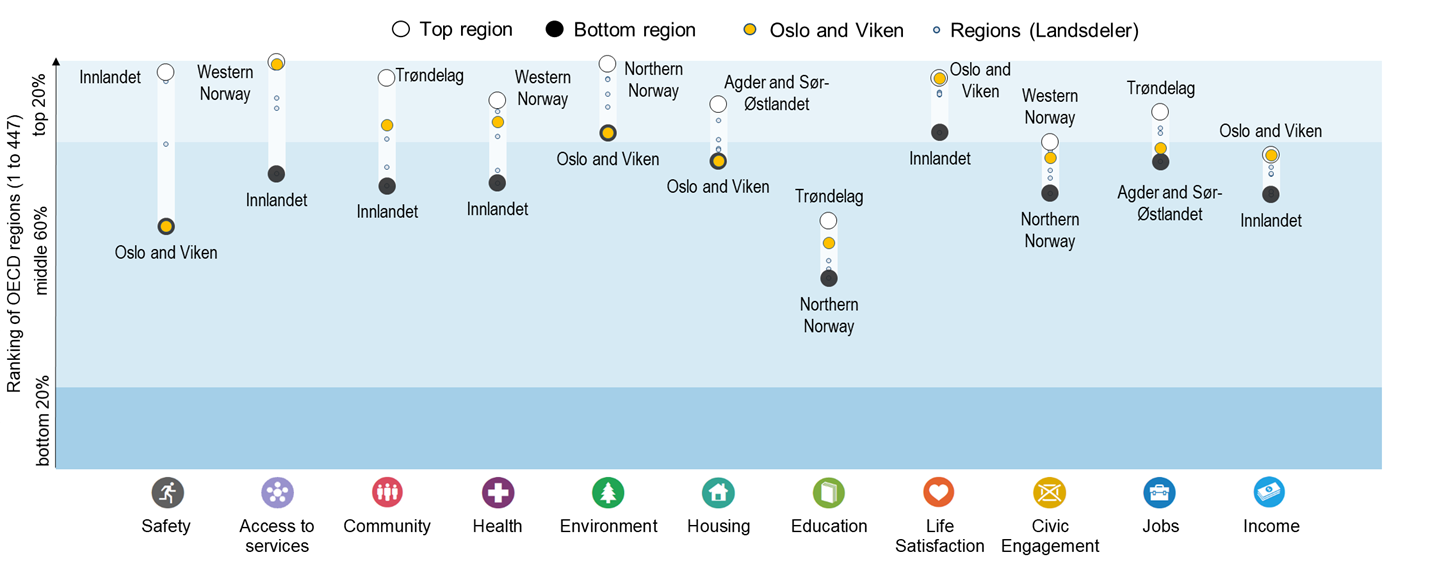 Top region
Bottom region
Oslo and Viken
Regions (Landsdeler)
Ranking of OECD regions (1 to 447)
top 20%
middle 60%
bottom 20%
Innlandet
Oslo and Viken
Western
Norway
Innlandet
Trøndelag
Innlandet
Western
Norway
Innlandet
Northern
Norway
Oslo and Viken
Agder and Sør-
Østlandet
Oslo and Viken
Trøndelag
Northern
Norway
Oslo and
Viken
Innlandet
Western
Norway
Northern
Norway
Trøndelag
Agder and Sør-
Østlandet
Oslo and Viken
Innlandet
Safety
Access to
services
Community
Health
Environment
Housing
Education
Life
Satisfaction
Civic
Engagement
Jobs
Income